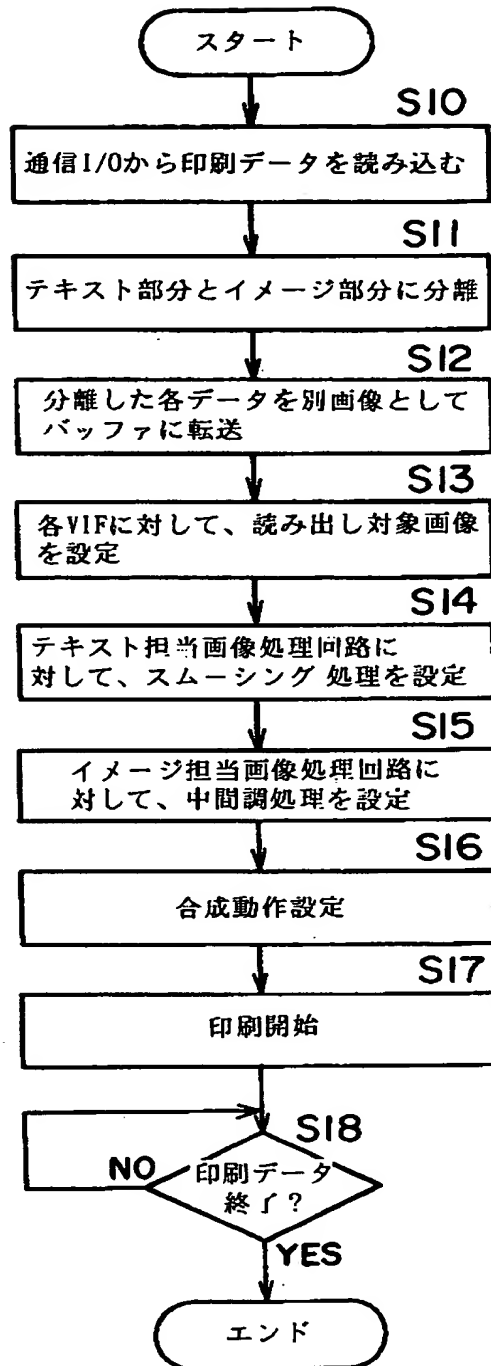 スタート
S10
通信I/Oから印刷データを読み込む
S11
テキスト部分とイメージ部分に分離
S12
分離した各データを別画像として
バッファに転送
S13
各VIFに対して、読み出し対象画像
を設定
S14
テキスト担当画像処理回路に
対して、スムーシング 処理を設定
S15
イメージ担当画像処理回路に
対して、中間調処理を設定
S16
合成動作設定
S17
印刷開始
S18
NO
印刷データ
終了?
YES
エンド